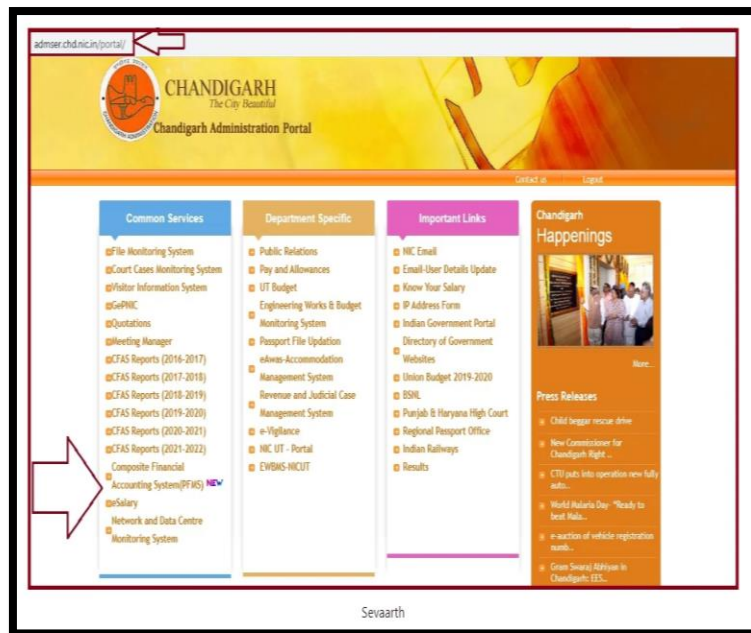 admser.chd.nic.in/portal/
CHANDIGARH
The City Beautiful
Chandigarh Administration Portal
Contact us
Logout
Common Services
File Monitoring System
Court Cases Monitoring System
Visitor Information System
GePNIC
Quotations
Meeting Manager
CFAS Reports (2016-2017)
CFAS Reports (2017-2018)
CFAS Reports (2018-2019)
CFAS Reports (2019-2020)
CFAS Reports (2020-2021)
CFAS Reports (2021-2022)
Composite Financial
Accounting System(PFMS) NEW
eSalary
Network and Data Centre
Monitoring System
Department Specific
Public Relations
Pay and Allowances
UT Budget
Engineering Works & Budget
Monitoring System
Passport File Updation
eAwas-Accommodation
Management System
Revenue and Judicial Case
Management System
e-Vigilance
NIC UT - Portal
EWBMS-NICUT
Important Links
NIC Email
Email-User Details Update
Know Your Salary
IP Address Form
Indian Government Portal
Directory of Government
Websites
Union Budget 2019-2020
BSNL
Punjab & Haryana High Court
Regional Passport Office
Indian Railways
Results
Chandigarh
Happenings
More...
Press Releases
Child beggar rescue drive
New Commissioner for
Chandigarh Right ...
CTU puts into operation new fully
auto...
World Malaria Day- "Ready to
beat Mala...
e-auction of vehicle registration
numb...
Gram Swaraj Abhiyan in
Chandigarh: EES...
Sevaarth